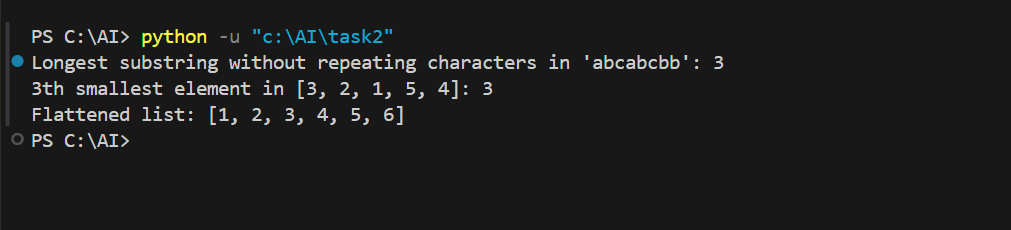 PS C:\AI> python -u "c:\AI\task2"
Longest substring without repeating characters in 'abcabcbb': 3
3th smallest element in [3, 2, 1, 5, 4]: 3
Flattened list: [1, 2, 3, 4, 5, 6]
PS C:\AI>